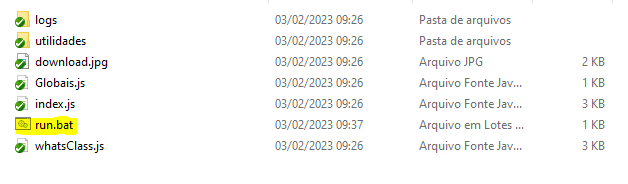 logs 03/02/2023 09:26 Pasta de arquivos
utilidades 03/02/2023 09:26 Pasta de arquivos
download.jpg 03/02/2023 09:26 Arquivo JPG 2 KB
Globais.js 03/02/2023 09:26 Arquivo Fonte Jav... 1 KB
index.js 03/02/2023 09:26 Arquivo Fonte Jav... 3 KB
run.bat 03/02/2023 09:37 Arquivo em Lotes ... 1 KB
whatsClass.js 03/02/2023 09:26 Arquivo Fonte Jav... 3 KB